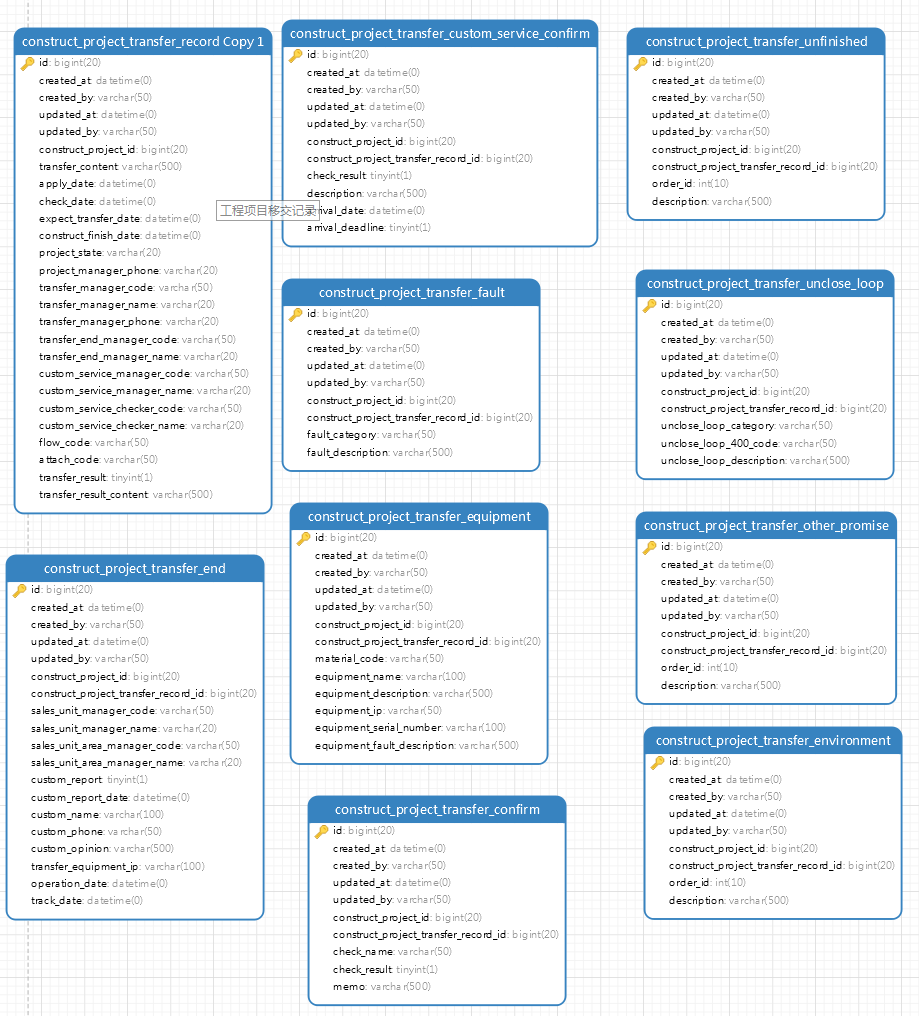 construct_project_transfer_record Copy 1
id: bigint(20)
created_at: datetime(0)
created_by: varchar(50)
updated_at: datetime(0)
updated_by: varchar(50)
construct_project_id: bigint(20)
transfer_content: varchar(500)
apply_date: datetime(0)
check_date: datetime(0)
expect_transfer_date: datetime(0)
construct_finish_date: datetime(0)
project_state: varchar(20)
project_manager_phone: varchar(20)
transfer_manager_code: varchar(50)
transfer_manager_name: varchar(20)
transfer_manager_phone: varchar(20)
transfer_end_manager_code: varchar(50)
transfer_end_manager_name: varchar(20)
custom_service_manager_code: varchar(50)
custom_service_manager_name: varchar(20)
custom_service_checker_code: varchar(50)
custom_service_checker_name: varchar(20)
flow_code: varchar(50)
attach_code: varchar(50)
transfer_result: tinyint(1)
transfer_result_content: varchar(500)
工程项目移交记录
construct_project_transfer_custom_service_confirm
id: bigint(20)
created_at: datetime(0)
created_by: varchar(50)
updated_at: datetime(0)
updated_by: varchar(50)
construct_project_id: bigint(20)
construct_project_transfer_record_id: bigint(20)
check_result: tinyint(1)
description: varchar(500)
rival_date: datetime(0)
arrival_deadline: tinyint(1)
construct_project_transfer_unfinished
id: bigint(20)
created_at: datetime(0)
created_by: varchar(50)
updated_at: datetime(0)
updated_by: varchar(50)
construct_project_id: bigint(20)
construct_project_transfer_record_id: bigint(20)
order_id: int(10)
description: varchar(500)
construct_project_transfer_fault
id: bigint(20)
created_at: datetime(0)
created_by: varchar(50)
updated_at: datetime(0)
updated_by: varchar(50)
construct_project_id: bigint(20)
construct_project_transfer_record_id: bigint(20)
fault_category: varchar(50)
fault_description: varchar(500)
construct_project_transfer_unclose_loop
id: bigint(20)
created_at: datetime(0)
created_by: varchar(50)
updated_at: datetime(0)
updated_by: varchar(50)
construct_project_id: bigint(20)
construct_project_transfer_record_id: bigint(20)
unclose_loop_category: varchar(50)
unclose_loop_400_code: varchar(50)
unclose_loop_description: varchar(500)
construct_project_transfer_end
id: bigint(20)
created_at: datetime(0)
created_by: varchar(50)
updated_at: datetime(0)
updated_by: varchar(50)
construct_project_id: bigint(20)
construct_project_transfer_record_id: bigint(20)
sales_unit_manager_code: varchar(50)
sales_unit_manager_name: varchar(20)
sales_unit_area_manager_code: varchar(50)
sales_unit_area_manager_name: varchar(20)
custom_report: tinyint(1)
custom_report_date: datetime(0)
custom_name: varchar(100)
custom_phone: varchar(50)
custom_opinion: varchar(500)
transfer_equipment_ip: varchar(100)
operation_date: datetime(0)
track_date: datetime(0)
construct_project_transfer_equipment
id: bigint(20)
created_at: datetime(0)
created_by: varchar(50)
updated_at: datetime(0)
updated_by: varchar(50)
construct_project_id: bigint(20)
construct_project_transfer_record_id: bigint(20)
material_code: varchar(50)
equipment_name: varchar(100)
equipment_description: varchar(500)
equipment_ip: varchar(50)
equipment_serial_number: varchar(100)
equipment_fault_description: varchar(500)
construct_project_transfer_other_promise
id: bigint(20)
created_at: datetime(0)
created_by: varchar(50)
updated_at: datetime(0)
updated_by: varchar(50)
construct_project_id: bigint(20)
construct_project_transfer_record_id: bigint(20)
order_id: int(10)
description: varchar(500)
construct_project_transfer_confirm
id: bigint(20)
created_at: datetime(0)
created_by: varchar(50)
updated_at: datetime(0)
updated_by: varchar(50)
construct_project_id: bigint(20)
construct_project_transfer_record_id: bigint(20)
check_name: varchar(50)
check_result: tinyint(1)
memo: varchar(500)
construct_project_transfer_environment
id: bigint(20)
created_at: datetime(0)
created_by: varchar(50)
updated_at: datetime(0)
updated_by: varchar(50)
construct_project_id: bigint(20)
construct_project_transfer_record_id: bigint(20)
order_id: int(10)
description: varchar(500)